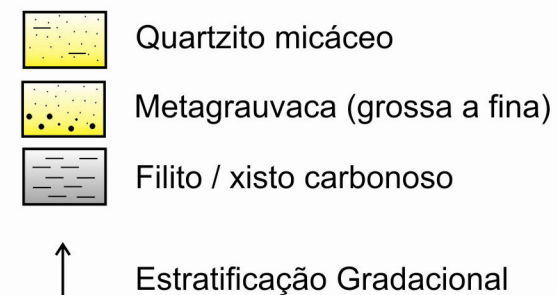 Quartzito micáceo
Metagrauvaca (grossa a fina)
Filito / xisto carbonoso
Estratificação Gradacional